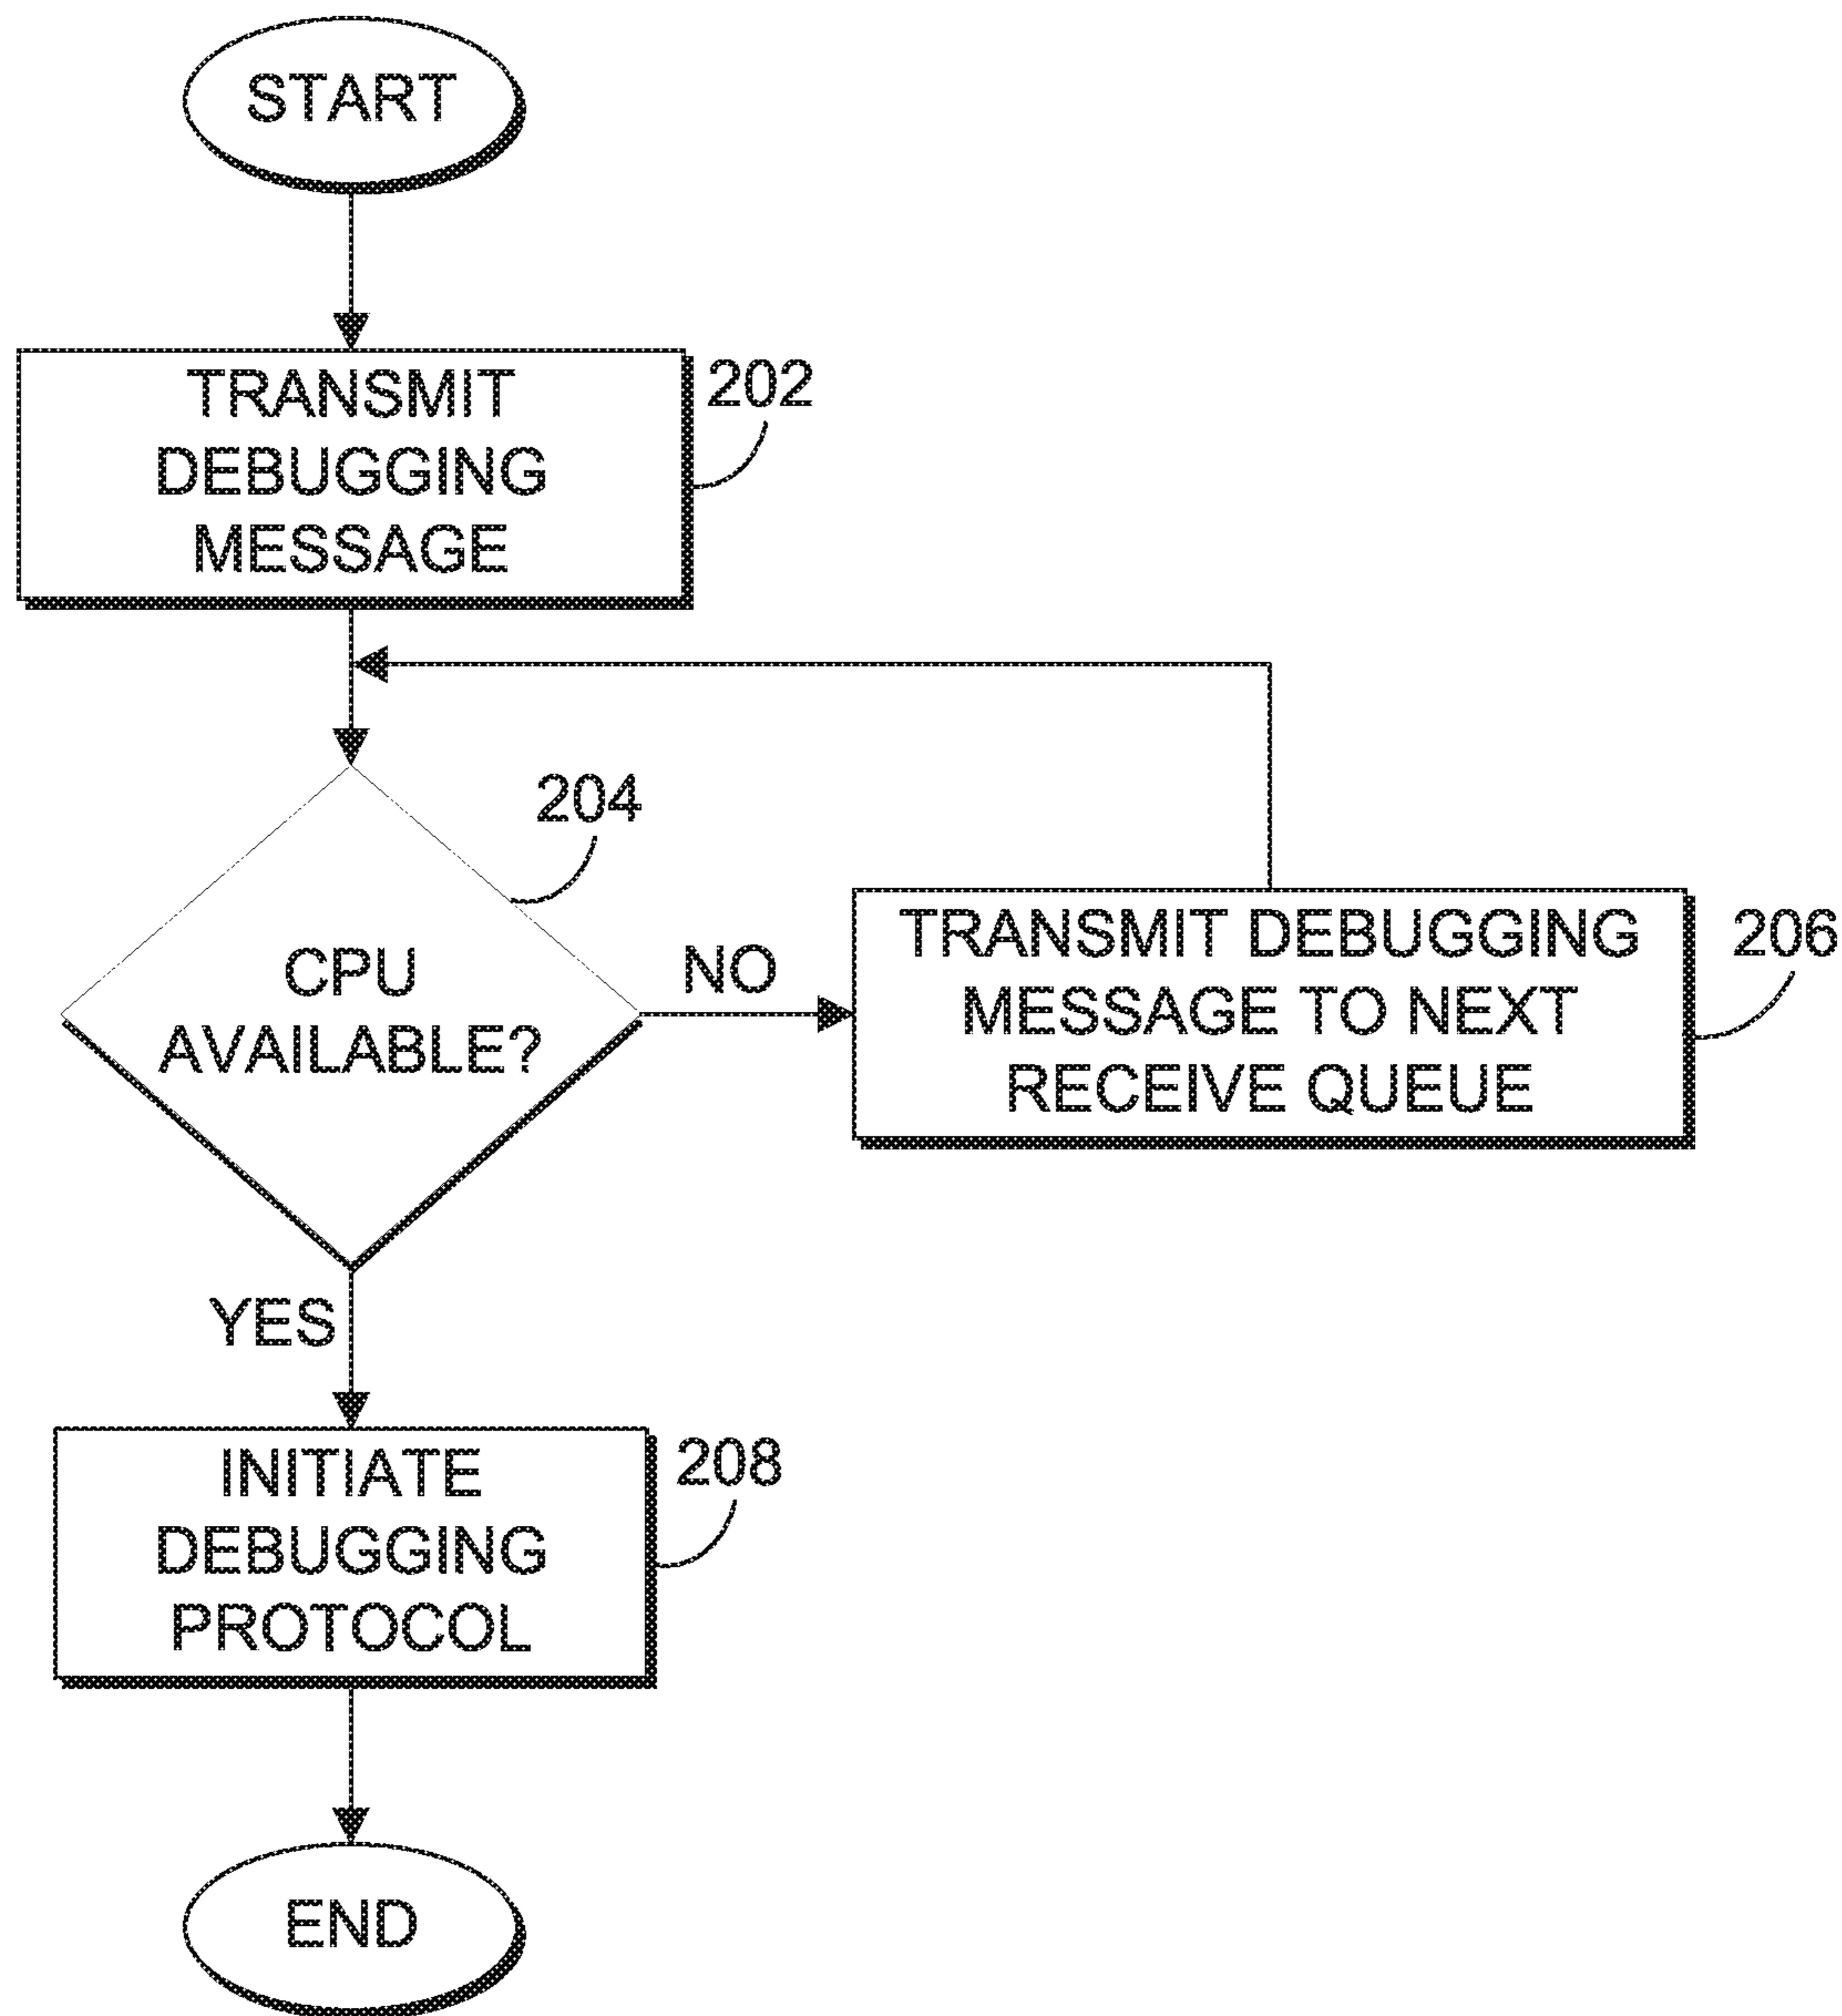 START
TRANSMIT
DEBUGGING
MESSAGE
202
204
CPU
AVAILABLE?
NO
TRANSMIT DEBUGGING
MESSAGE TO NEXT
RECEIVE QUEUE
206
YES
INITIATE
DEBUGGING
PROTOCOL
208
END